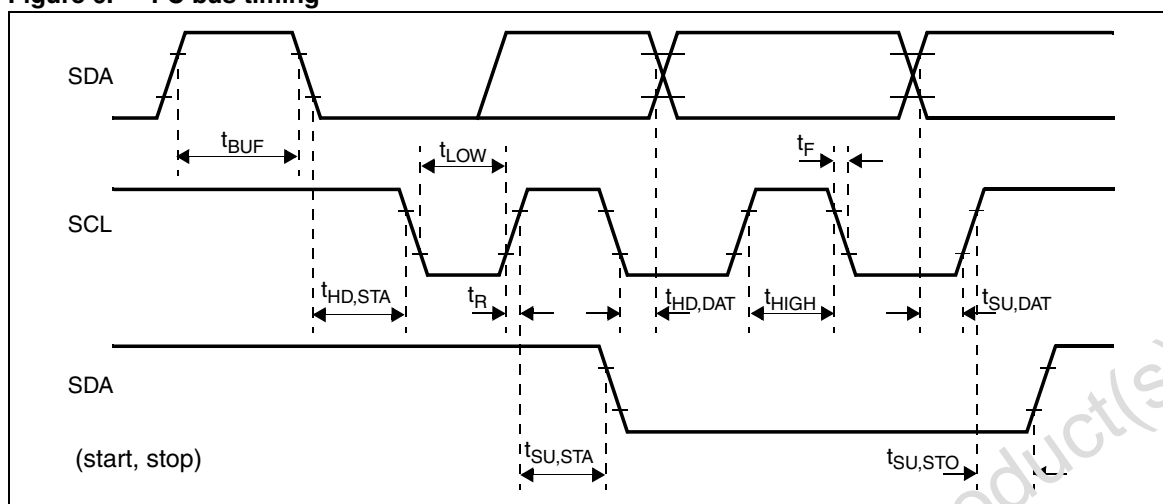 SDA
tBUF
tLOW
tF
SCL
tHD,STA
tR
tHD,DAT
tHIGH
tSU,DAT
SDA
(start, stop)
tSU,STA
tSU,STO